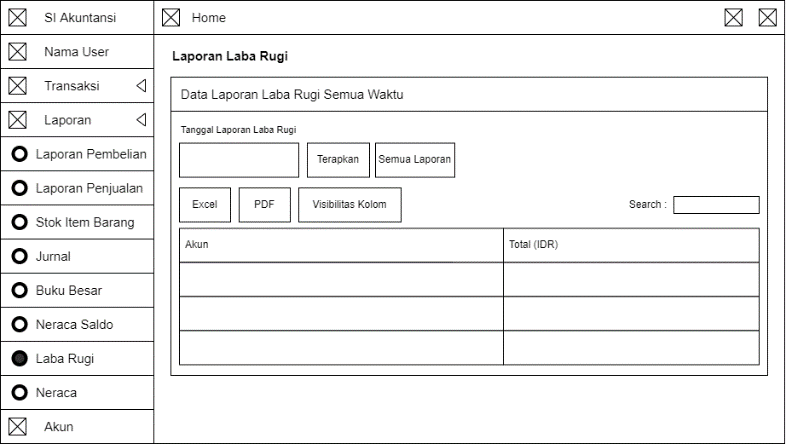 SI Akuntansi
Home
Nama User
Transaksi
Laporan
Laporan Pembelian
Laporan Penjualan
Stok Item Barang
Jurnal
Buku Besar
Neraca Saldo
Laba Rugi
Neraca
Akun
Laporan Laba Rugi
Data Laporan Laba Rugi Semua Waktu
Tanggal Laporan Laba Rugi
Terapkan Semua Laporan
Excel PDF Visibilitas Kolom Search :
Akun Total (IDR)